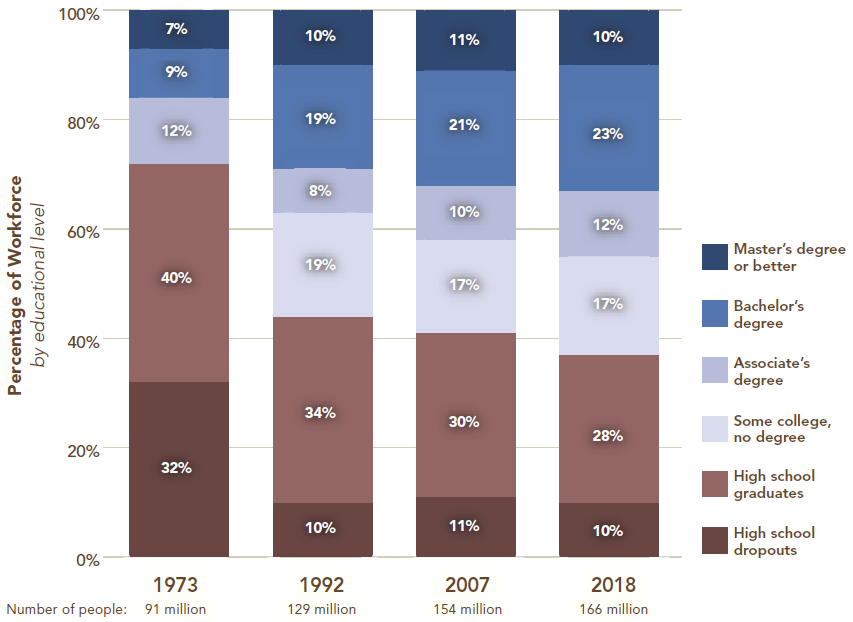 100%
80%
60%
40%
20%
0%
Percentage of Workforce
by educational level
7%
9%
12%
40%
32%
10%
19%
8%
19%
34%
10%
11%
21%
10%
17%
30%
11%
10%
23%
12%
17%
28%
10%
Master's degree
or better
Bachelor's
degree
Associate's
degree
Some college,
no degree
High school
graduates
High school
dropouts
1973 1992 2007 2018
Number of people: 91 million 129 million 154 million 166 million